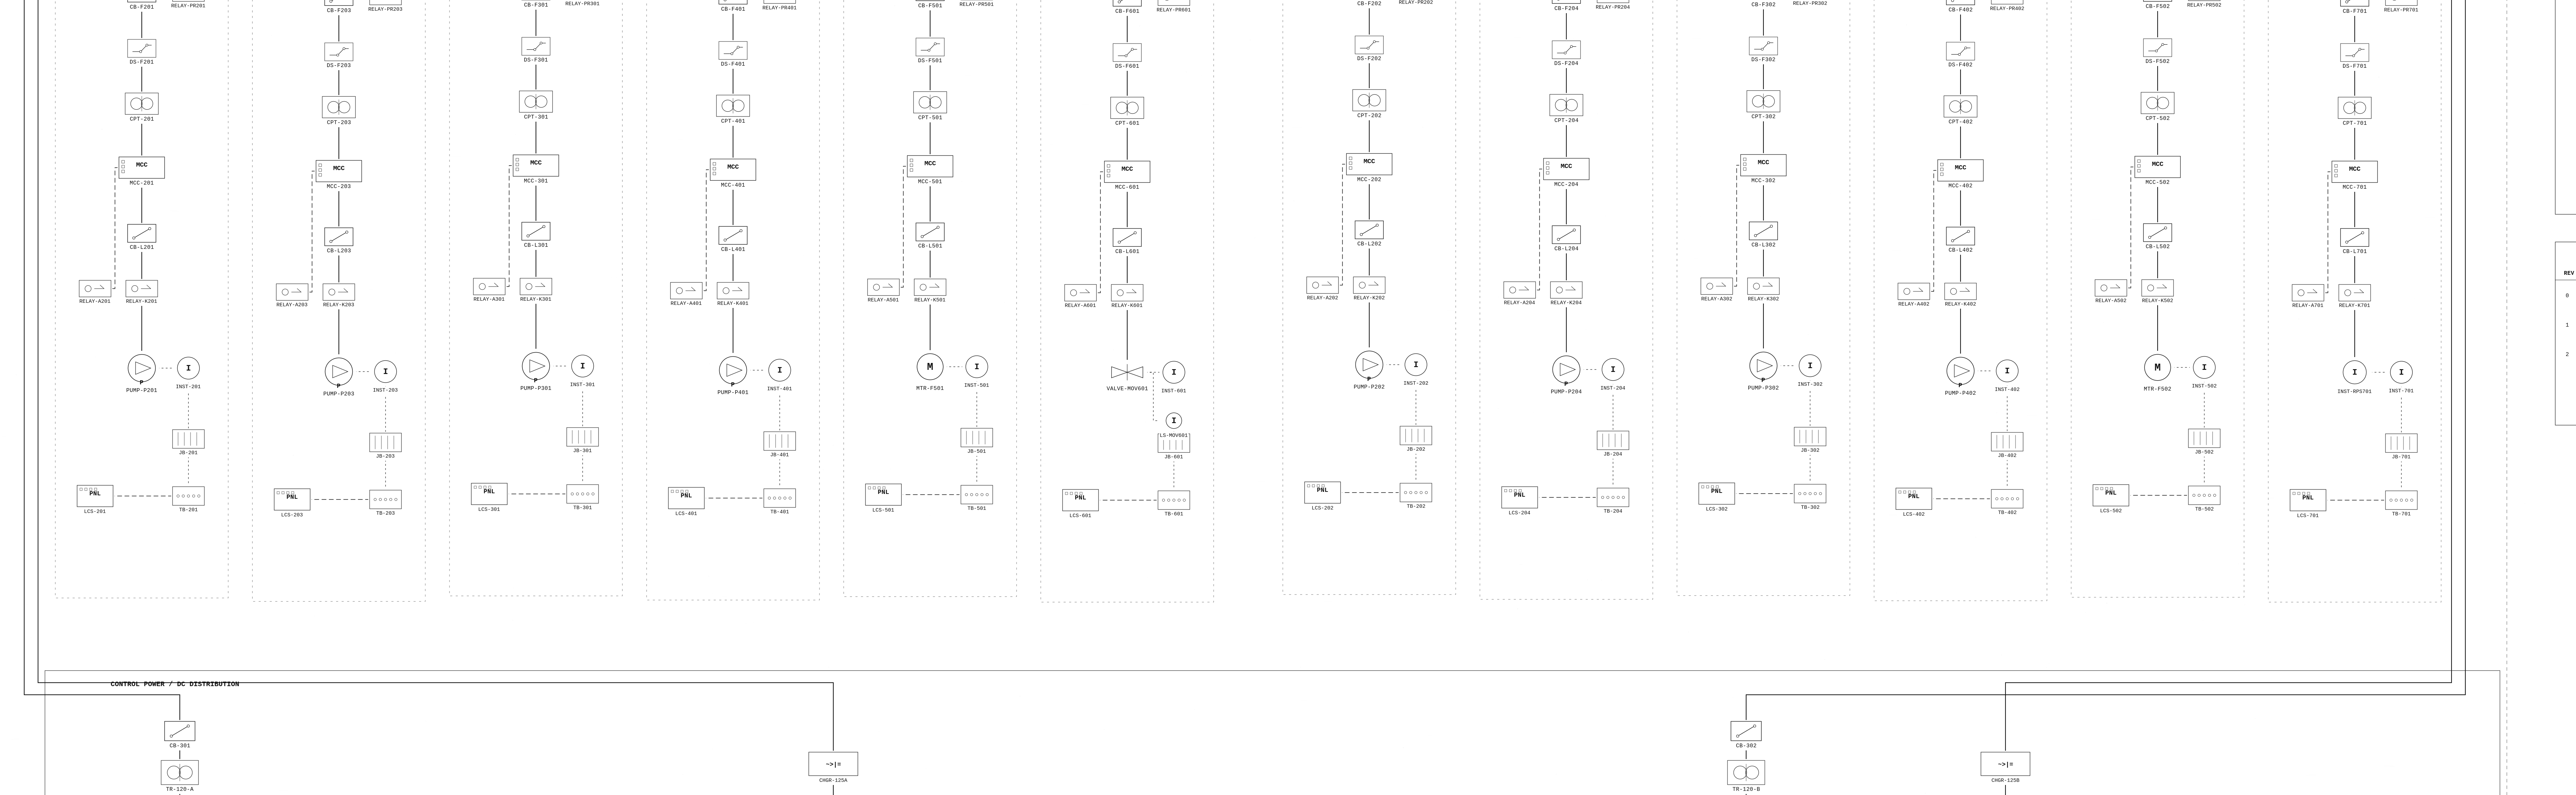 CB-F201 RELAY-PR201 CB-F203 RELAY-PR203 CB-F301 RELAY-PR301 CB-F401 RELAY-PR401 CB-F501 RELAY-PR501 CB-F601 RELAY-PR601 CB-F202 RELAY-PR202 CB-F204 RELAY-PR204 CB-F302 RELAY-PR302 CB-F402 RELAY-PR402 CB-F502 RELAY-PR502 CB-F701 RELAY-PR701
DS-F201 DS-F203 DS-F301 DS-F401 DS-F501 DS-F601 DS-F202 DS-F204 DS-F302 DS-F402 DS-F502 DS-F701
CPT-201 CPT-203 CPT-301 CPT-401 CPT-501 CPT-601 CPT-202 CPT-204 CPT-302 CPT-402 CPT-502 CPT-701
MCC MCC MCC MCC MCC MCC MCC MCC MCC MCC MCC MCC
MCC-201 MCC-203 MCC-301 MCC-401 MCC-501 MCC-601 MCC-202 MCC-204 MCC-302 MCC-402 MCC-502 MCC-701
CB-L201 CB-L203 CB-L301 CB-L401 CB-L501 CB-L601 CB-L202 CB-L204 CB-L302 CB-L402 CB-L502 CB-L701
RELAY-A201 RELAY-K201 RELAY-A203 RELAY-K203 RELAY-A301 RELAY-K301 RELAY-A401 RELAY-K401 RELAY-A501 RELAY-K501 RELAY-A601 RELAY-K601 RELAY-A202 RELAY-K202 RELAY-A204 RELAY-K204 RELAY-A302 RELAY-K302 RELAY-A402 RELAY-K402 RELAY-A502 RELAY-K502 RELAY-A701 RELAY-K701
P I P I P I P I M I I P I P I P I P I M I I I
PUMP-P201 INST-201 PUMP-P203 INST-203 PUMP-P301 INST-301 PUMP-P401 INST-401 MTR-F501 INST-501 VALVE-MOV601 INST-601 PUMP-P202 INST-202 PUMP-P204 INST-204 PUMP-P302 INST-302 PUMP-P402 INST-402 MTR-F502 INST-502 INST-RPS701 INST-701
I
LS-MOV601
JB-201 JB-203 JB-301 JB-401 JB-501 JB-601 JB-202 JB-204 JB-302 JB-402 JB-502 JB-701
PNL PNL PNL PNL PNL PNL PNL PNL PNL PNL PNL PNL
LCS-201 TB-201 LCS-203 TB-203 LCS-301 TB-301 LCS-401 TB-401 LCS-501 TB-501 LCS-601 TB-601 LCS-202 TB-202 LCS-204 TB-204 LCS-302 TB-302 LCS-402 TB-402 LCS-502 TB-502 LCS-701 TB-701
REV
0
1
2
CONTROL POWER / DC DISTRIBUTION
CB-301 CB-302
~>|= ~>|=
CHGR-125A CHGR-125B
TR-120-A TR-120-B